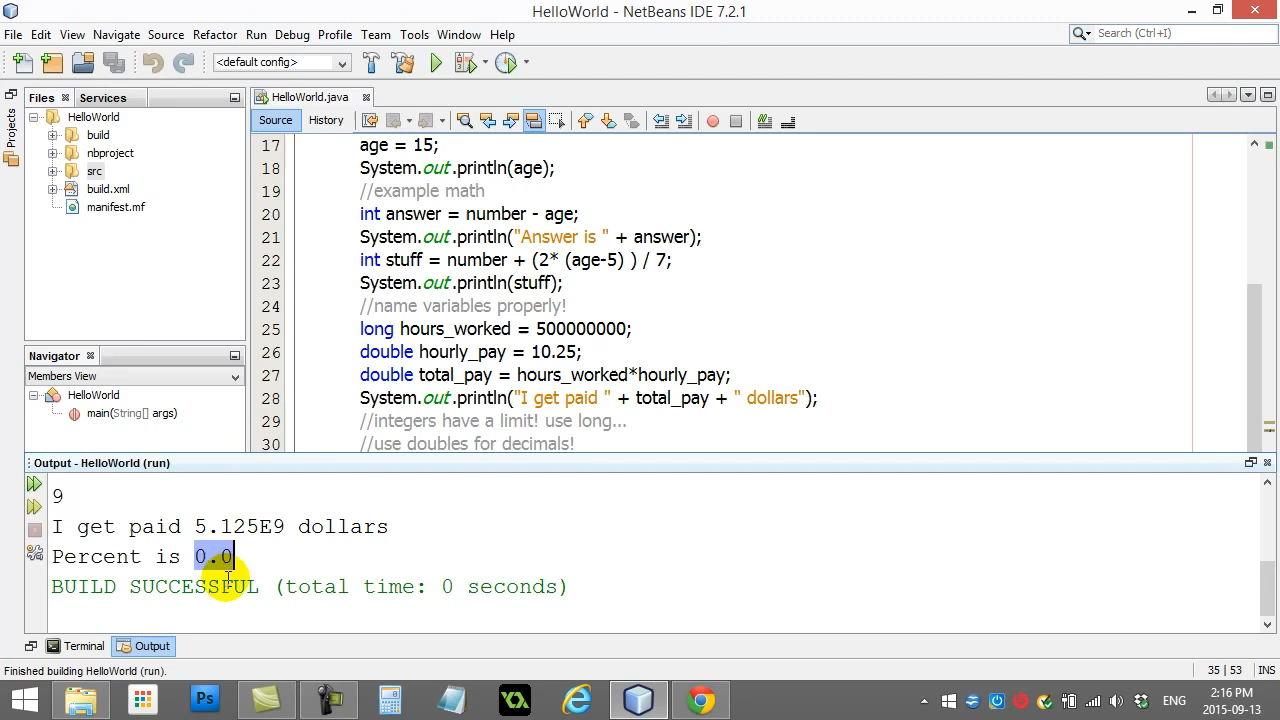 HelloWorld - NetBeans IDE 7.2.1
File Edit View Navigate Source Refactor Run Debug Profile Team Tools Window Help
Search (Ctrl+I)
<default config>
Projects
Files
Services
HelloWorld
build
nbproject
src
build.xml
manifest.mf
Navigator
Members View
HelloWorld
main(String[] args)
HelloWorld.java
Source History
17 age = 15;
18 System.out.println(age);
19 //example math
20 int answer = number - age;
21 System.out.println("Answer is " + answer);
22 int stuff = number + (2* (age-5) ) / 7;
23 System.out.println(stuff);
24 //name variables properly!
25 long hours_worked = 500000000;
26 double hourly_pay = 10.25;
27 double total_pay = hours_worked*hourly_pay;
28 System.out.println("I get paid " + total_pay + " dollars");
29 //integers have a limit! use long...
30 //use doubles for decimals!
Output - HelloWorld (run)
9
I get paid 5.125E9 dollars
Percent is 0.0
BUILD SUCCESSFUL (total time: 0 seconds)
Terminal Output
Finished building HelloWorld (run).
35 | 53 INS
Ps
ENG
2:16 PM
2015-09-13